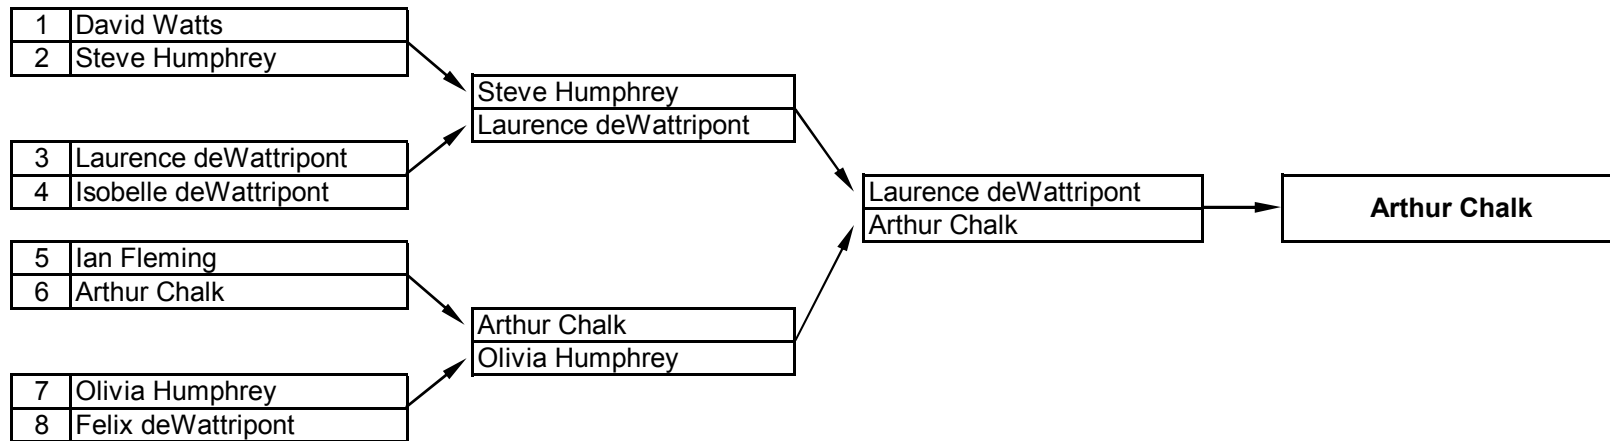 1 David Watts
2 Steve Humphrey
3 Laurence deWattripont
4 Isobelle deWattripont
5 Ian Fleming
6 Arthur Chalk
7 Olivia Humphrey
8 Felix deWattripont
Steve Humphrey
Laurence deWattripont
Arthur Chalk
Olivia Humphrey
Laurence deWattripont
Arthur Chalk
Arthur Chalk